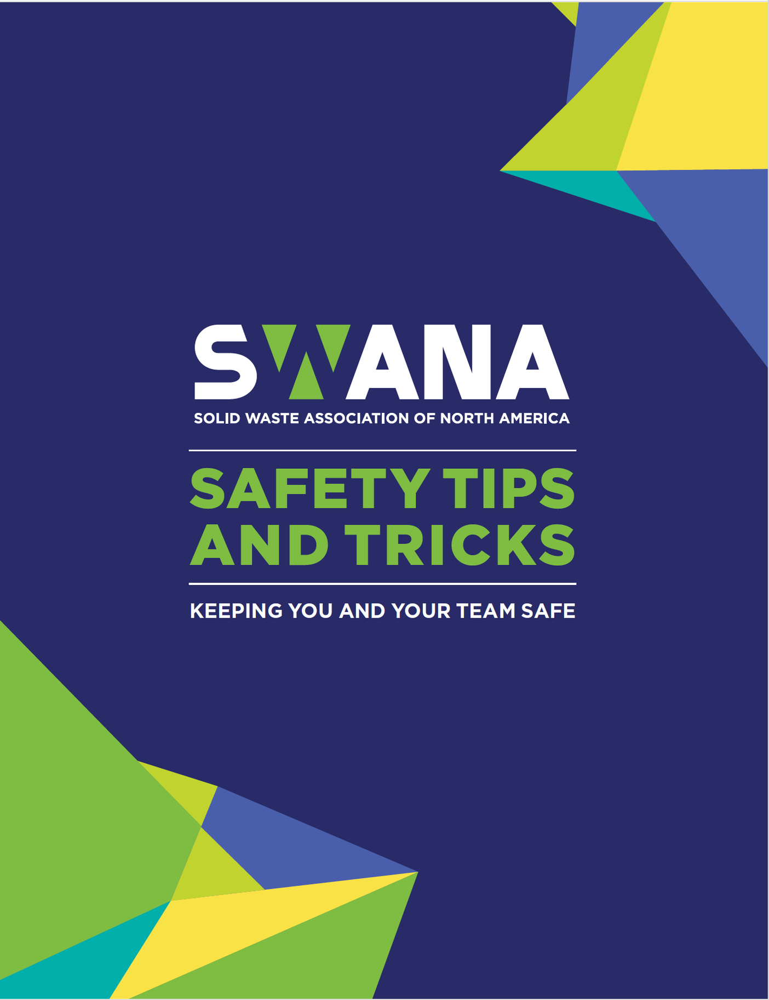 SWANA
SOLID WASTE ASSOCIATION OF NORTH AMERICA
SAFETY TIPS
AND TRICKS
KEEPING YOU AND YOUR TEAM SAFE